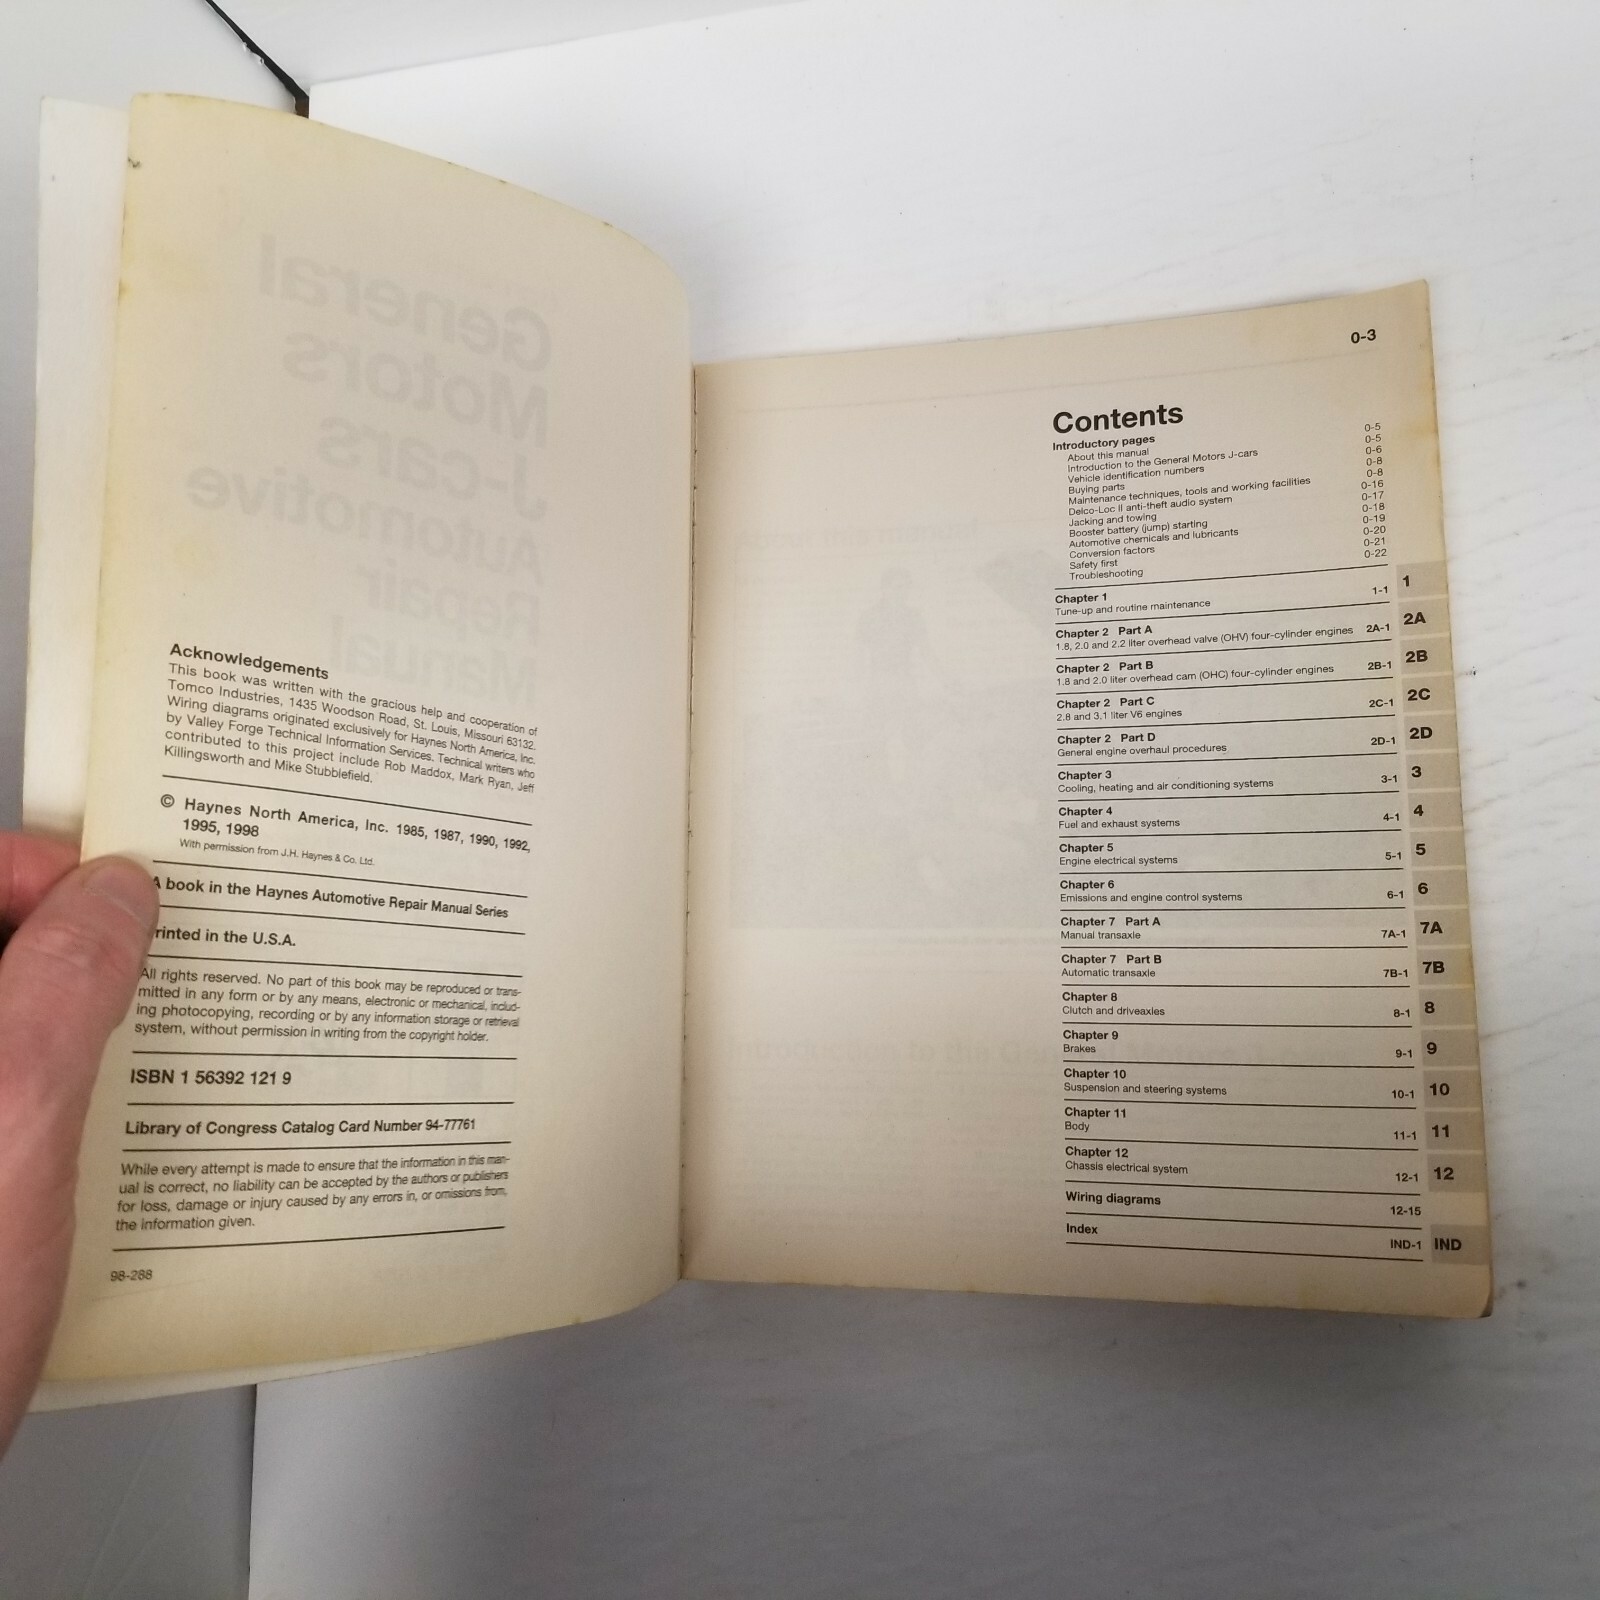 Acknowledgements
This book was written with the gracious help and cooperation of
Tomco Industries, 1435 Woodson Road, St. Louis, Missouri 63132.
Wiring diagrams originated exclusively for Haynes North America, Inc.
by Valley Forge Technical Information Services. Technical writers who
contributed to this project include Rob Maddox, Mark Ryan, Jeff
Killingsworth and Mike Stubblefield.
© Haynes North America, Inc. 1985, 1987, 1990, 1992,
1995, 1998
With permission from J.H. Haynes & Co. Ltd.
A book in the Haynes Automotive Repair Manual Series
rinted in the U.S.A.
All rights reserved. No part of this book may be reproduced or trans-
mitted in any form or by any means, electronic or mechanical, includ-
ing photocopying, recording or by any information storage or retrieval
system, without permission in writing from the copyright holder.
ISBN 1 56392 121 9
Library of Congress Catalog Card Number 94-77761
While every attempt is made to ensure that the information in this man-
ual is correct, no liability can be accepted by the authors or publishers
for loss, damage or injury caused by any errors in, or omissions from,
the information given.
98-288
General
Motors
J-cars
Automotive
Repair
Manual
0-3
Contents
Introductory pages
About this manual 0-5
Introduction to the General Motors J-cars 0-5
Vehicle identification numbers 0-6
Buying parts 0-8
Maintenance techniques, tools and working facilities 0-8
Delco-Loc II anti-theft audio system 0-16
Jacking and towing 0-17
Booster battery (jump) starting 0-18
Automotive chemicals and lubricants 0-19
Conversion factors 0-20
Safety first 0-21
Troubleshooting 0-22
Chapter 1
Tune-up and routine maintenance 1-1 1
Chapter 2 Part A
1.8, 2.0 and 2.2 liter overhead valve (OHV) four-cylinder engines 2A-1 2A
Chapter 2 Part B
1.8 and 2.0 liter overhead cam (OHC) four-cylinder engines 2B-1 2B
Chapter 2 Part C
2.8 and 3.1 liter V6 engines 2C-1 2C
Chapter 2 Part D
General engine overhaul procedures 2D-1 2D
Chapter 3
Cooling, heating and air conditioning systems 3-1 3
Chapter 4
Fuel and exhaust systems 4-1 4
Chapter 5
Engine electrical systems 5-1 5
Chapter 6
Emissions and engine control systems 6-1 6
Chapter 7 Part A
Manual transaxle 7A-1 7A
Chapter 7 Part B
Automatic transaxle 7B-1 7B
Chapter 8
Clutch and driveaxles 8-1 8
Chapter 9
Brakes 9-1 9
Chapter 10
Suspension and steering systems 10-1 10
Chapter 11
Body 11-1 11
Chapter 12
Chassis electrical system 12-1 12
Wiring diagrams 12-15
Index IND-1 IND